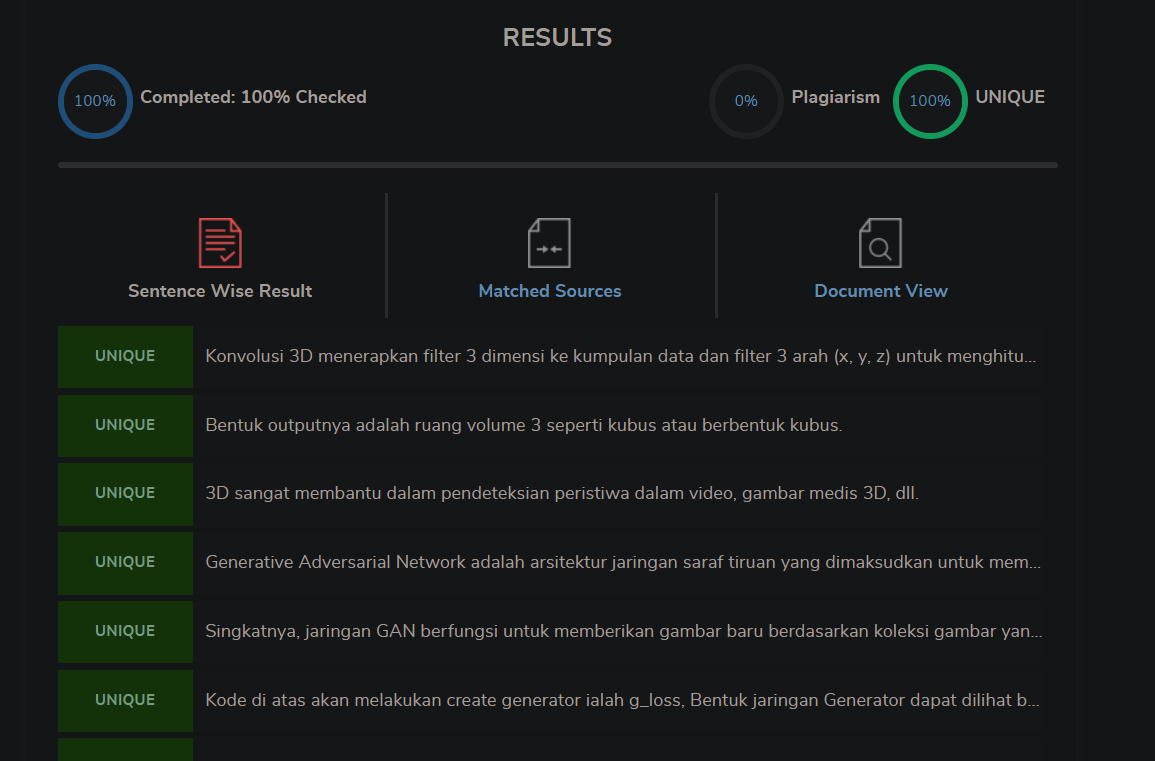 RESULTS
100%
Completed: 100% Checked
0%
Plagiarism
100%
UNIQUE
Sentence Wise Result
Matched Sources
Document View
UNIQUE
Konvolusi 3D menerapkan filter 3 dimensi ke kumpulan data dan filter 3 arah (x, y, z) untuk menghitu...
UNIQUE
Bentuk outputnya adalah ruang volume 3 seperti kubus atau berbentuk kubus.
UNIQUE
3D sangat membantu dalam pendeteksian peristiwa dalam video, gambar medis 3D, dll.
UNIQUE
Generative Adversarial Network adalah arsitektur jaringan saraf tiruan yang dimaksudkan untuk mem...
UNIQUE
Singkatnya, jaringan GAN berfungsi untuk memberikan gambar baru berdasarkan koleksi gambar yan...
UNIQUE
Kode di atas akan melakukan create generator ialah g_loss, Bentuk jaringan Generator dapat dilihat b...